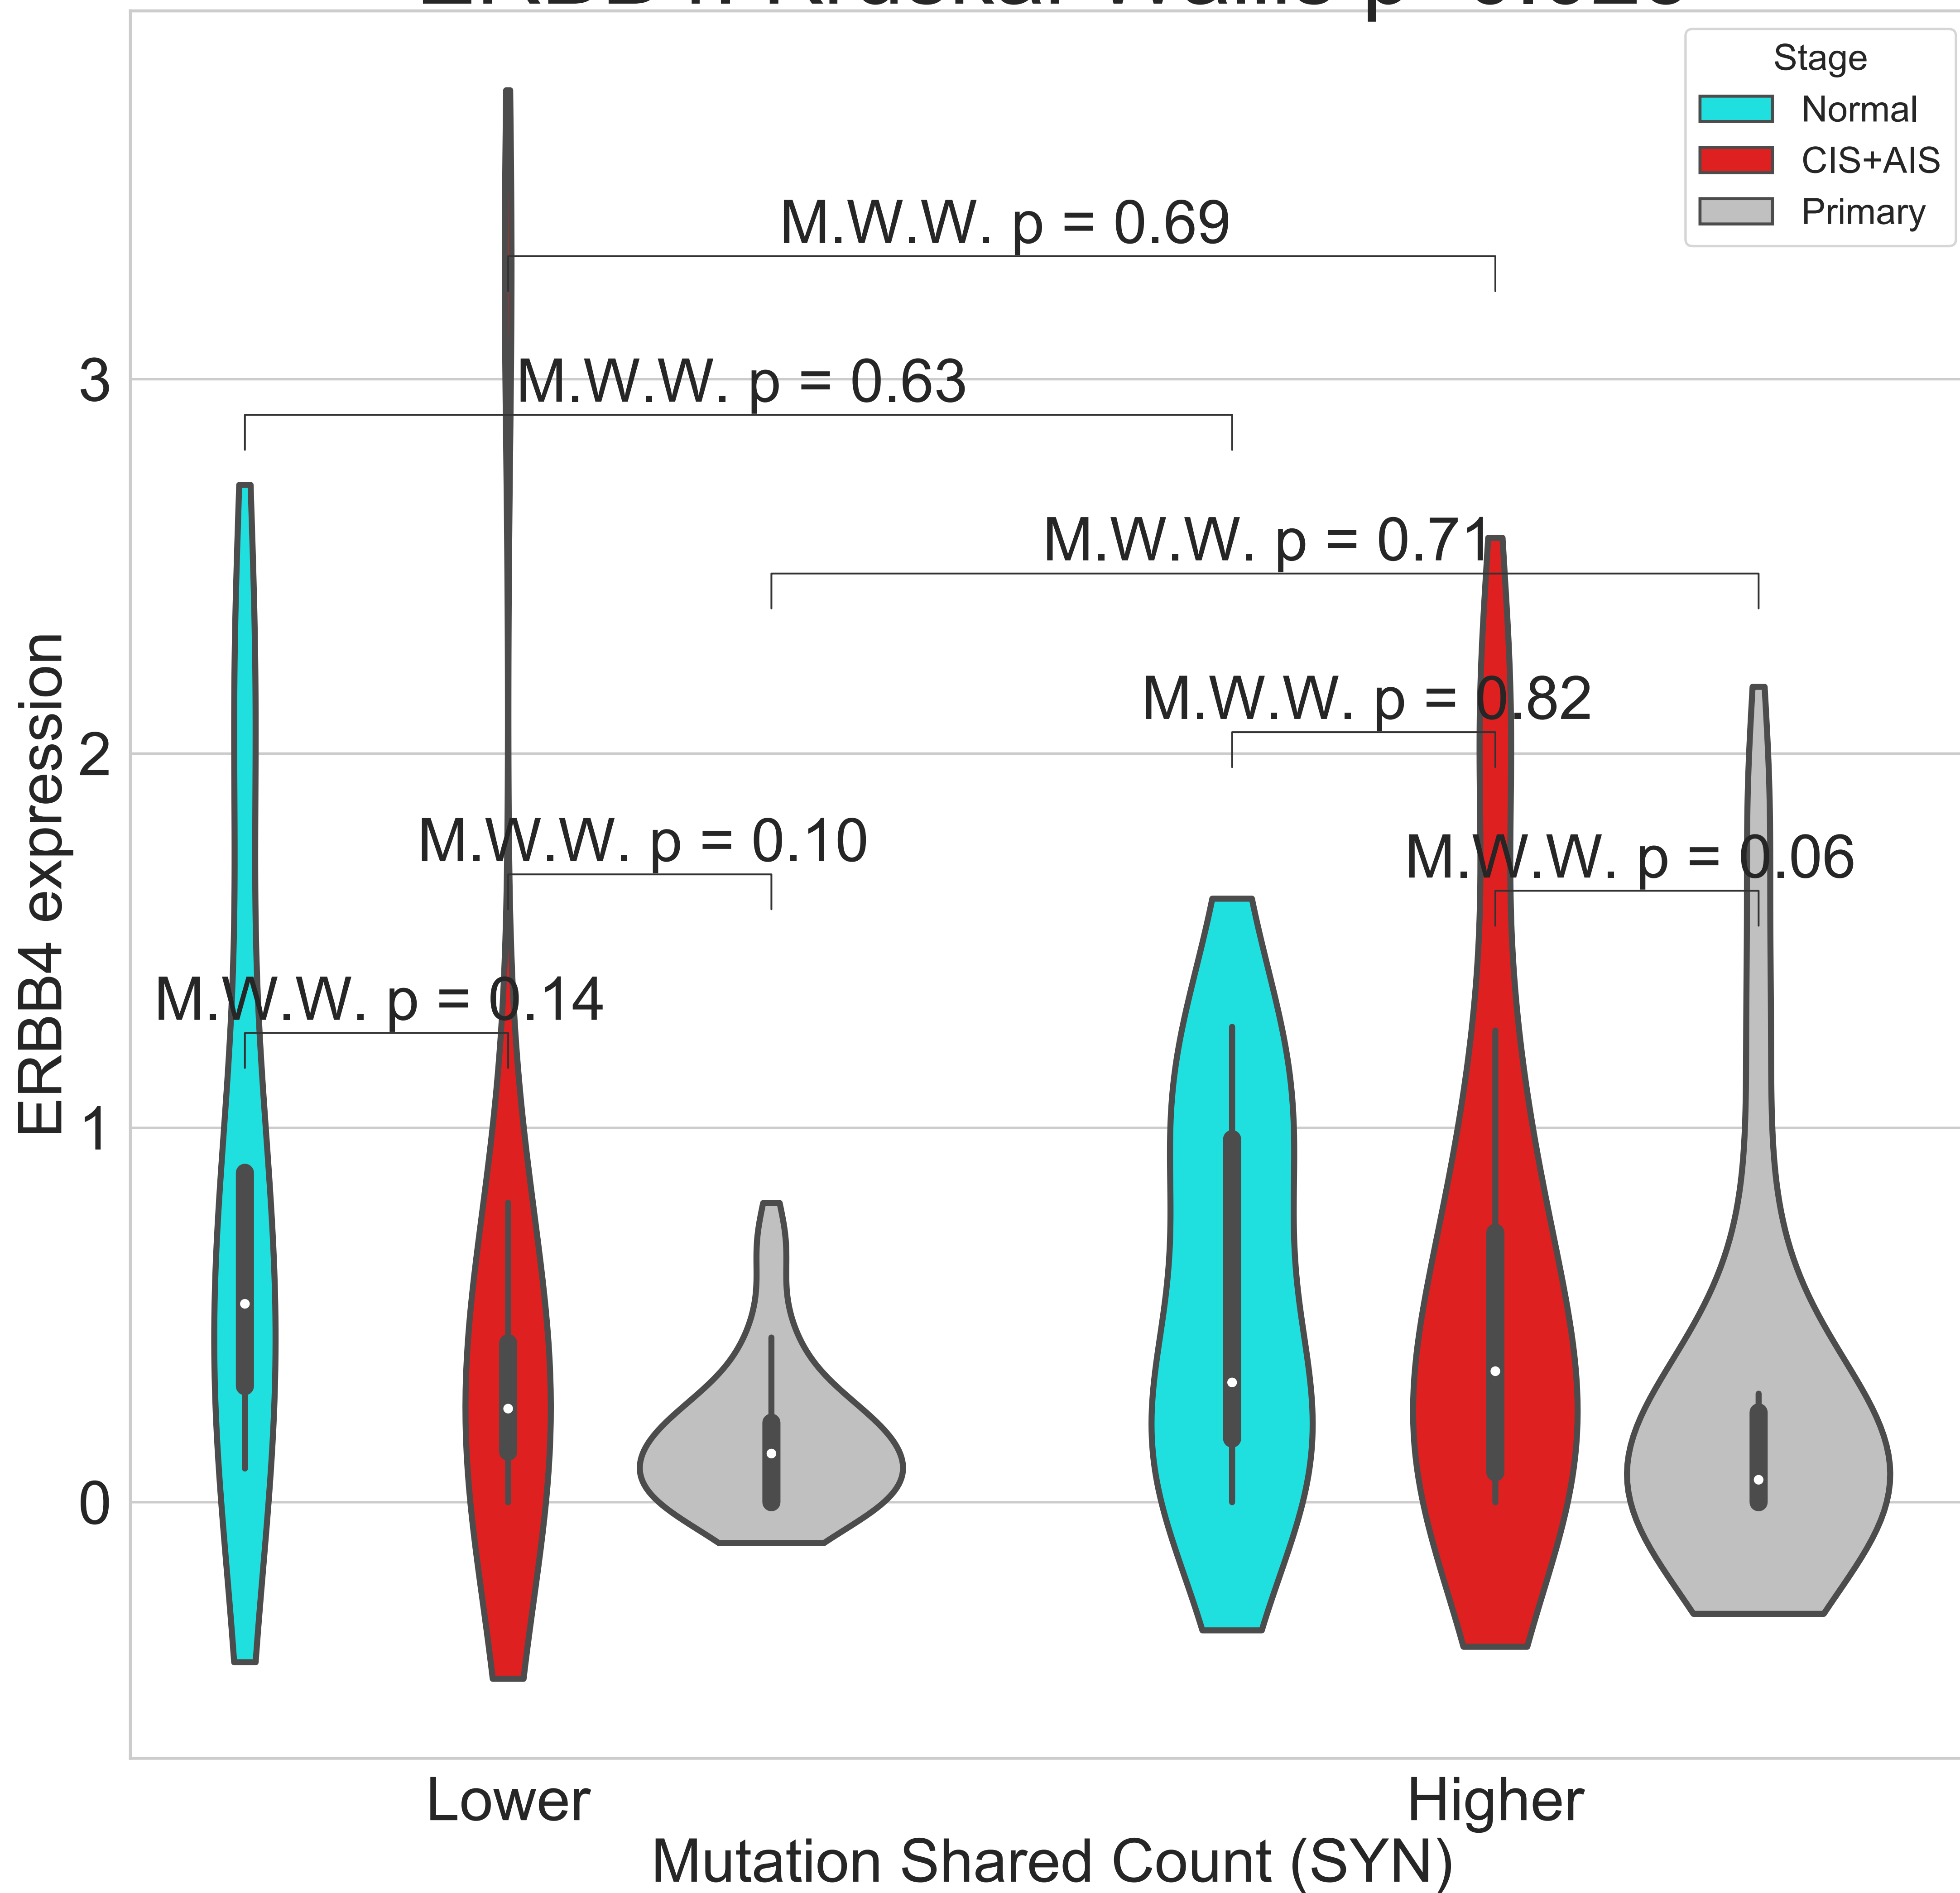 Stage
Normal
CIS+AIS
Primary
M.W.W. p = 0.69
M.W.W. p = 0.63
M.W.W. p = 0.71
M.W.W. p = 0.82
M.W.W. p = 0.10
M.W.W. p = 0.06
M.W.W. p = 0.14
3
2
1
0
ERBB4 expression
Lower
Higher
Mutation Shared Count (SYN)